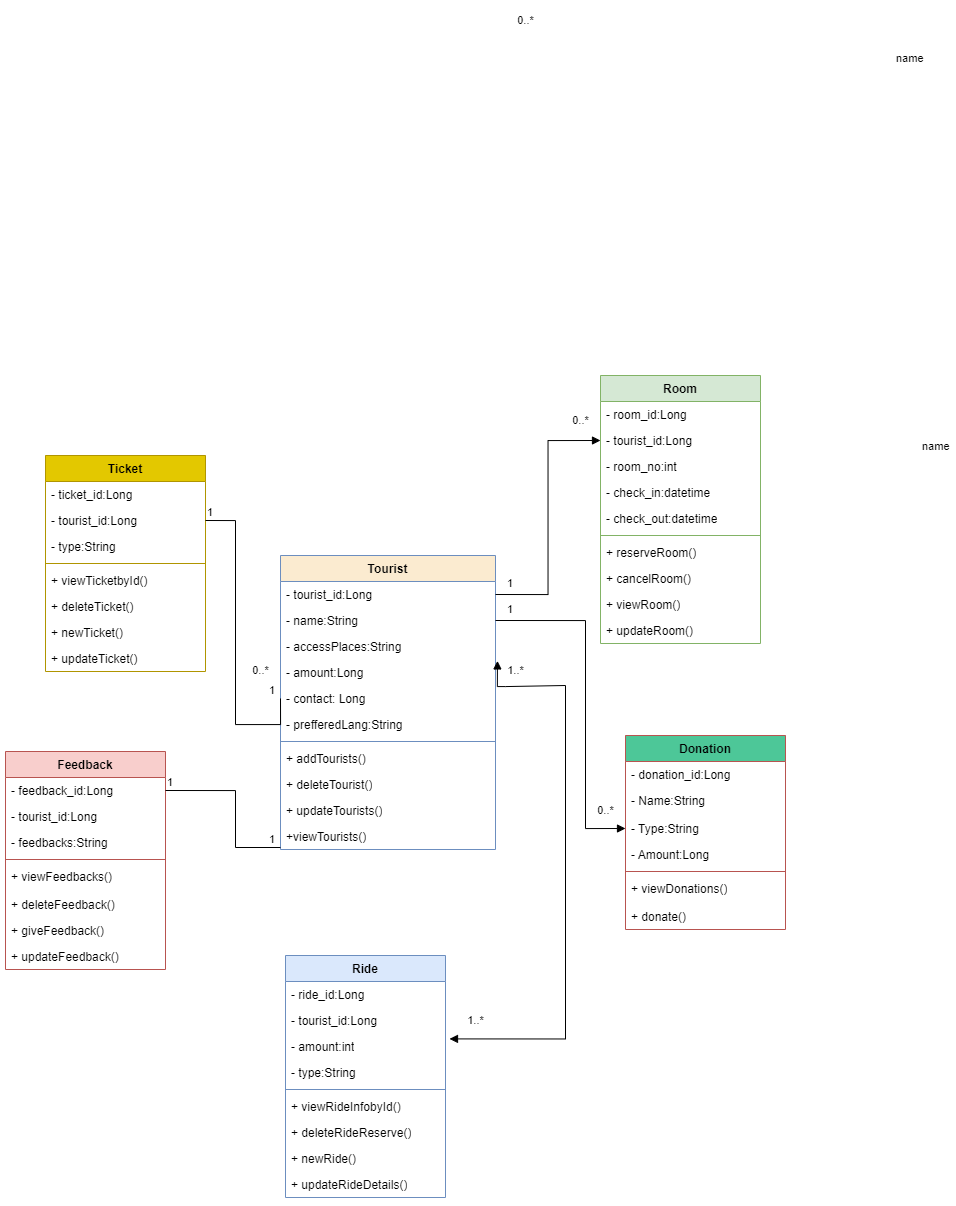 0..*
name
Room
- room_id:Long
- tourist_id:Long
- room_no:int
- check_in:datetime
- check_out:datetime
+ reserveRoom()
+ cancelRoom()
+ viewRoom()
+ updateRoom()
0..*
name
Ticket
- ticket_id:Long
- tourist_id:Long
- type:String
+ viewTicketbyId()
+ deleteTicket()
+ newTicket()
+ updateTicket()
1
0..*
1
Tourist
- tourist_id:Long
- name:String
- accessPlaces:String
- amount:Long
- contact: Long
- prefferedLang:String
+ addTourists()
+ deleteTourist()
+ updateTourists()
+viewTourists()
1
1
1..*
Donation
- donation_id:Long
- Name:String
- Type:String
- Amount:Long
+ viewDonations()
+ donate()
0..*
Feedback
- feedback_id:Long
- tourist_id:Long
- feedbacks:String
+ viewFeedbacks()
+ deleteFeedback()
+ giveFeedback()
+ updateFeedback()
1
1
Ride
- ride_id:Long
- tourist_id:Long
- amount:int
- type:String
+ viewRideInfobyId()
+ deleteRideReserve()
+ newRide()
+ updateRideDetails()
1..*